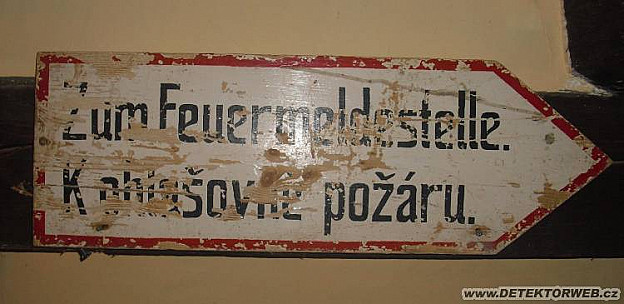 Zum Feuermeldestelle.
K ohlašovně požáru.
WWW.DETEKTORWEB.cz